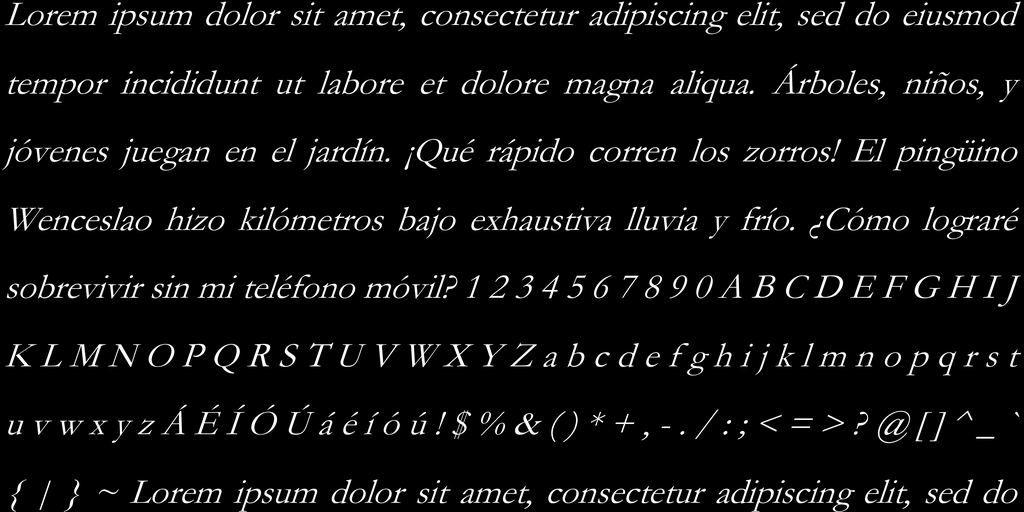 Lorem ipsum dolor sit amet, consectetur adipiscing elit, sed do eiusmod
tempor incididunt ut labore et dolore magna aliqua. Árboles, niños, y
jóvenes juegan en el jardín. ¡Qué rápido corren los zorros! El pingüino
Wenceslao hizo kilómetros bajo exhaustiva lluvia y frío. ¿Cómo lograré
sobrevivir sin mi teléfono móvil? 1 2 3 4 5 6 7 8 9 0 A B C D E F G H I J
K L M N O P Q R S T U V W X Y Z a b c d e f g h i j k l m n o p q r s t
u v w x y z Á É Í Ó Ú á é í ó ú ! $ % & ( ) * + , - . / : ; < = > ? @ [ ] ^ _ `
{ | } ~ Lorem ipsum dolor sit amet, consectetur adipiscing elit, sed do